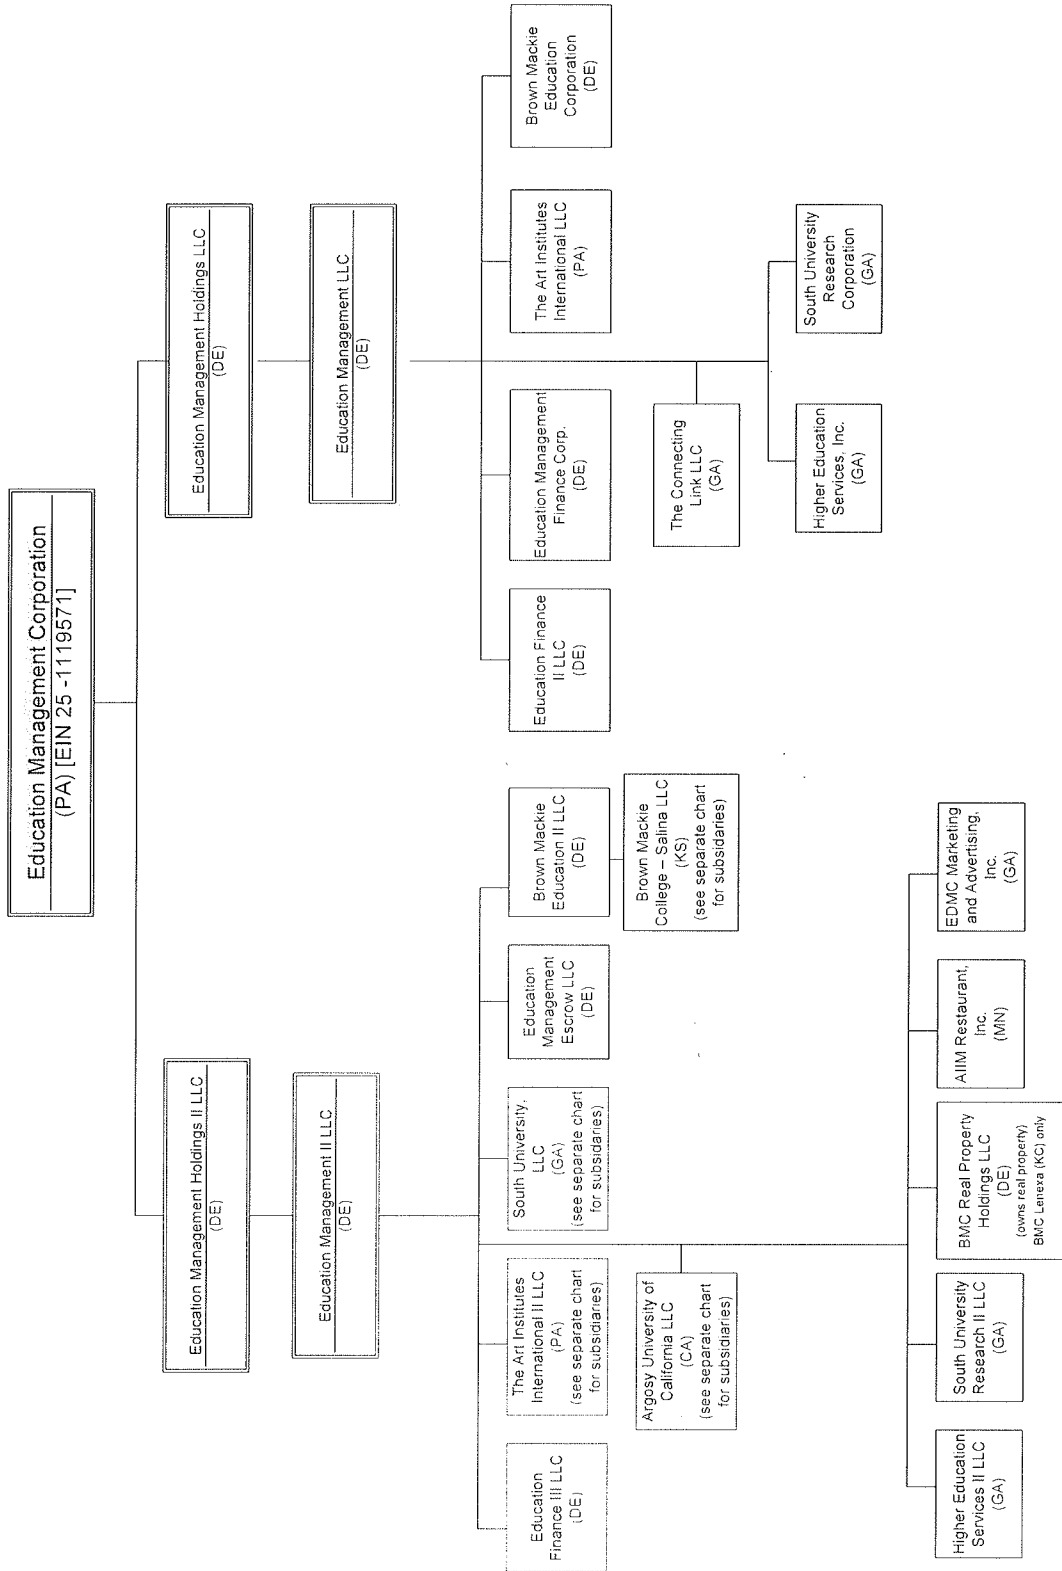 Education Management Corporation
(PA) [EIN 25 -1119571]
Education Management Holdings II LLC
(DE)
Education Management Holdings LLC
(DE)
Education Management II LLC
(DE)
Education Management LLC
(DE)
Education
Finance III LLC
(DE)
The Art Institutes
International II LLC
(PA)
(see separate chart
for subsidiaries)
South University,
LLC
(GA)
(see separate chart
for subsidaries)
Education
Management
Escrow LLC
(DE)
Brown Mackie
Education II LLC
(DE)
Education Finance
II LLC
(DE)
Education Management
Finance Corp.
(DE)
The Art Institutes
International LLC
(PA)
Brown Mackie
Education
Corporation
(DE)
Argosy University of
California LLC
(CA)
(see separate chart
for subsidiaries)
Brown Mackie
College – Salina LLC
(KS)
(see separate chart
for subsidaries)
The Connecting
Link LLC
(GA)
Higher Education
Services, Inc.
(GA)
South University
Research
Corporation
(GA)
Higher Education
Services II LLC
(GA)
South University
Research II LLC
(GA)
BMC Real Property
Holdings LLC
(DE)
(owns real property)
BMC Lenexa (KC) only
AIIM Restaurant,
Inc.
(MN)
EDMC Marketing
and Advertising,
Inc.
(GA)